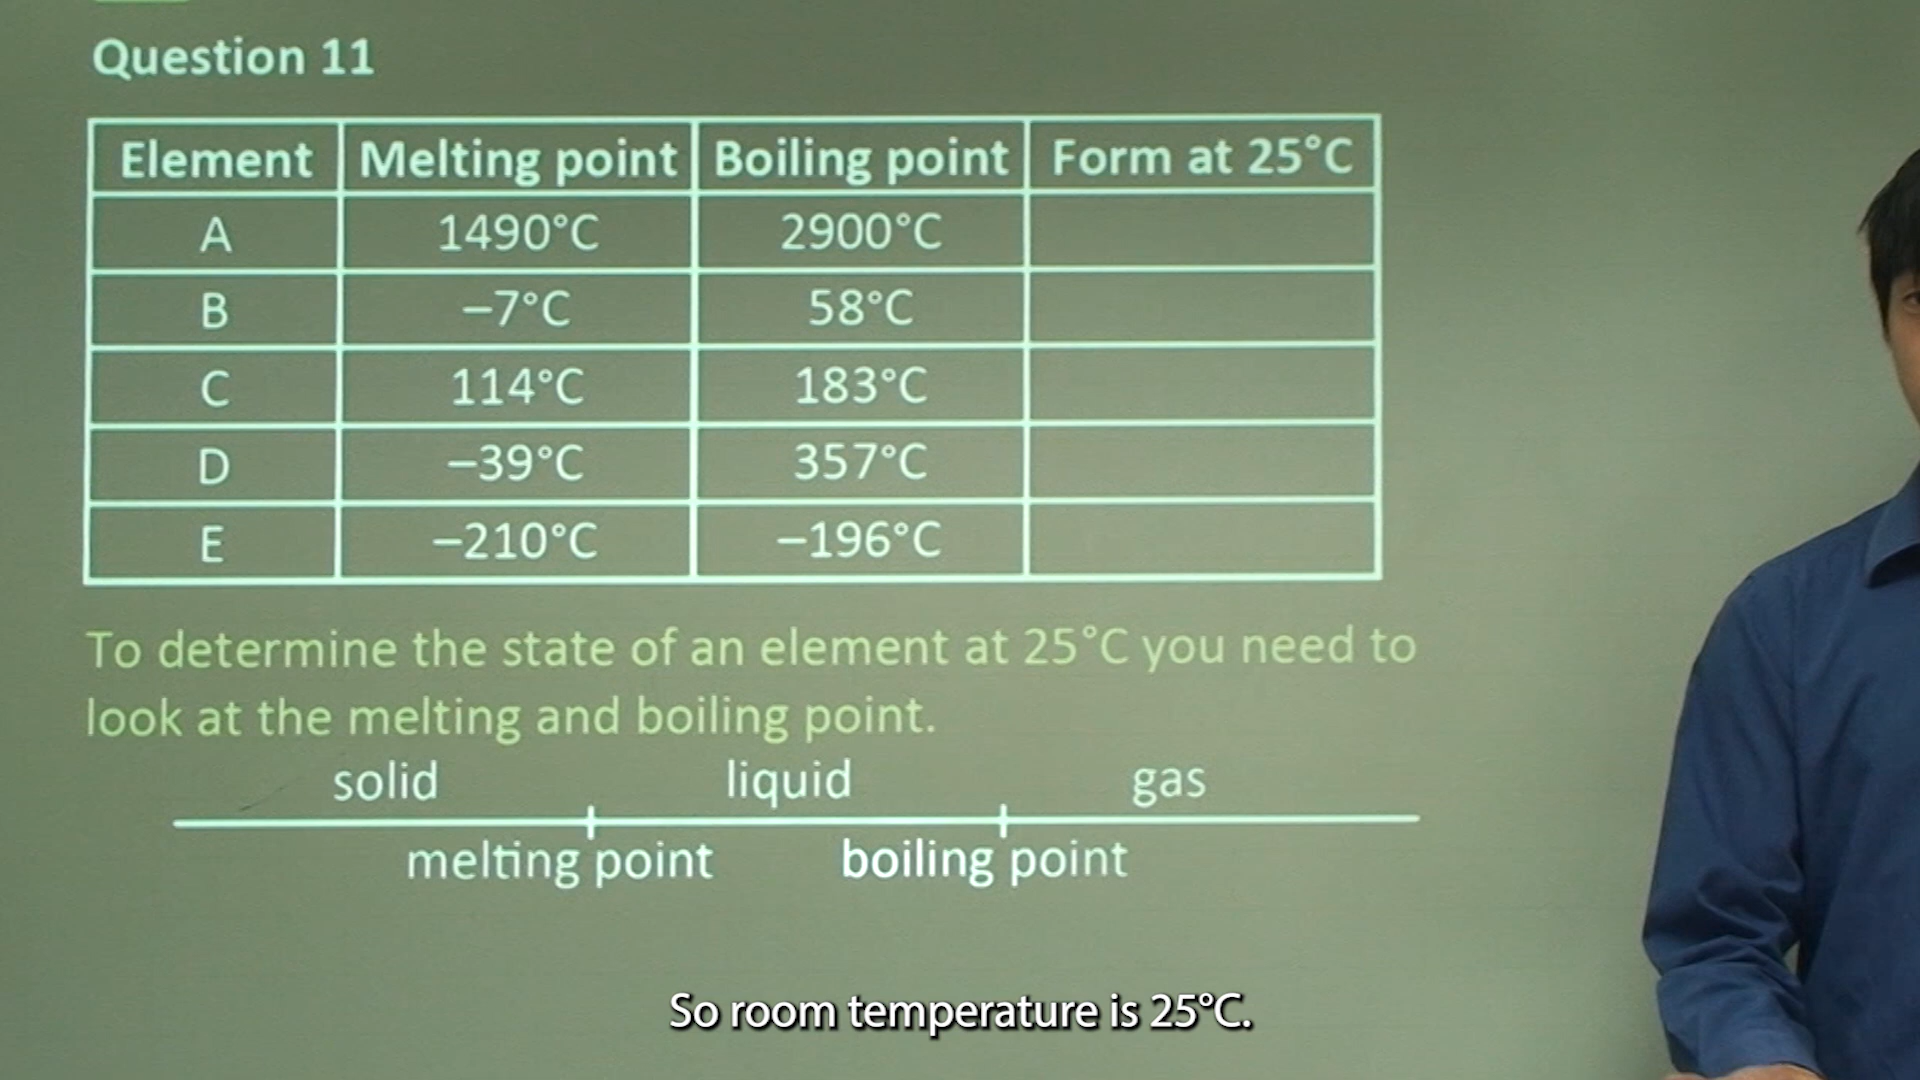 Question 11
Element Melting point Boiling point Form at 25°C
A 1490°C 2900°C
B –7°C 58°C
C 114°C 183°C
D –39°C 357°C
E –210°C –196°C
To determine the state of an element at 25°C you need to
look at the melting and boiling point.
solid liquid gas
melting point boiling point
So room temperature is 25°C.